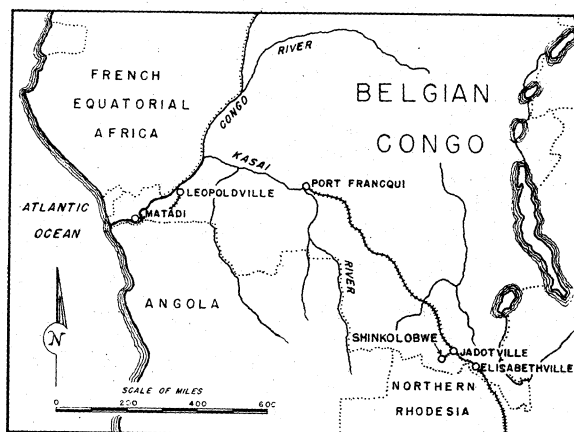 RIVER
FRENCH
EQUATORIAL
AFRICA
CONGO
BELGIAN
CONGO
KASAI
PORT FRANCQUI
LEOPOLDVILLE
ATLANTIC
OCEAN
MATADI
ANGOLA
RIVER
N
SHINKOLOBWE
JADOTVILLE
ELISABETHVILLE
NORTHERN
RHODESIA
SCALE OF MILES
0 200 400 600